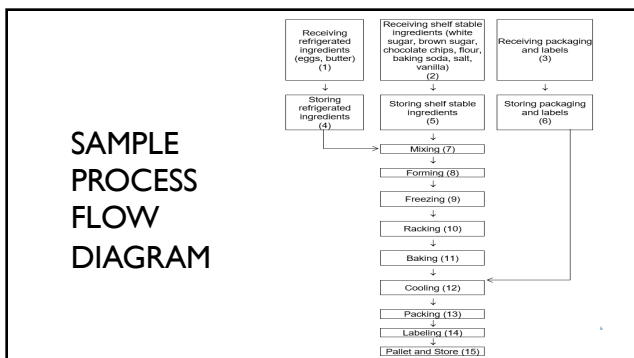 SAMPLE
PROCESS
FLOW
DIAGRAM
Receiving
refrigerated
ingredients
(eggs, butter)
(1)
Receiving shelf stable
ingredients (white
sugar, brown sugar,
chocolate chips, flour,
baking soda, salt,
vanilla)
(2)
Receiving packaging
and labels
(3)
Storing
refrigerated
ingredients
(4)
Storing shelf stable
ingredients
(5)
Storing packaging
and labels
(6)
Mixing (7)
Forming (8)
Freezing (9)
Racking (10)
Baking (11)
Cooling (12)
Packing (13)
Labeling (14)
Pallet and Store (15)